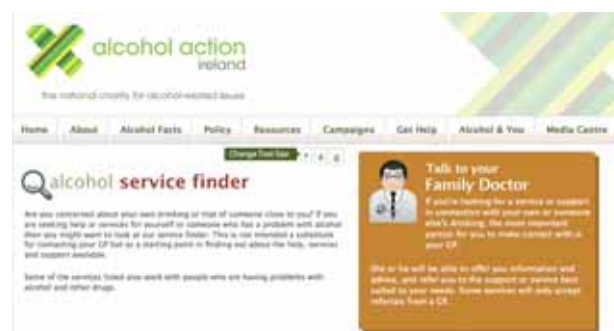 alcohol action
ireland
the national charity for alcohol-related issues
Home About Alcohol Facts Policy Resources Campaigns Get Help Alcohol & You Media Centre
Change Text Size
alcohol service finder
Are you concerned about your own drinking or that of someone close to you? If you
are seeking help or services for yourself or someone who has a problem with alcohol
then you might want to look at our service finder. This is not intended a substitute
for contacting your GP but as a starting point in finding out about the help, services
and support available.
Some of the services listed also work with people who are having problems with
alcohol and other drugs.
Talk to your
Family Doctor
If you're looking for a service or support
in connection with your own or someone
else's drinking, the most important
person for you to make contact with is
your GP.
She or he will be able to offer you information and
advice, and refer you to the support or service best
suited to your needs. Some services will only accept
referrals from a GP.